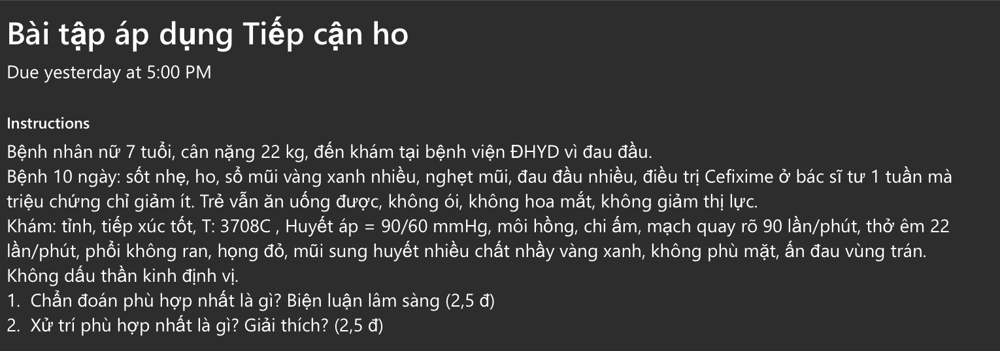 Bài tập áp dụng Tiếp cận ho
Due yesterday at 5:00 PM
Instructions
Bệnh nhân nữ 7 tuổi, cân nặng 22 kg, đến khám tại bệnh viện ĐHYD vì đau đầu.
Bệnh 10 ngày: sốt nhẹ, ho, sổ mũi vàng xanh nhiều, nghẹt mũi, đau đầu nhiều, điều trị Cefixime ở bác sĩ tư 1 tuần mà
triệu chứng chỉ giảm ít. Trẻ vẫn ăn uống được, không ói, không hoa mắt, không giảm thị lực.
Khám: tỉnh, tiếp xúc tốt, T: 3708C , Huyết áp = 90/60 mmHg, môi hồng, chi ấm, mạch quay rõ 90 lần/phút, thở êm 22
lần/phút, phổi không ran, họng đỏ, mũi sung huyết nhiều chất nhầy vàng xanh, không phù mặt, ấn đau vùng trán.
Không dấu thần kinh định vị.
1. Chẩn đoán phù hợp nhất là gì? Biện luận lâm sàng (2,5 đ)
2. Xử trí phù hợp nhất là gì? Giải thích? (2,5 đ)